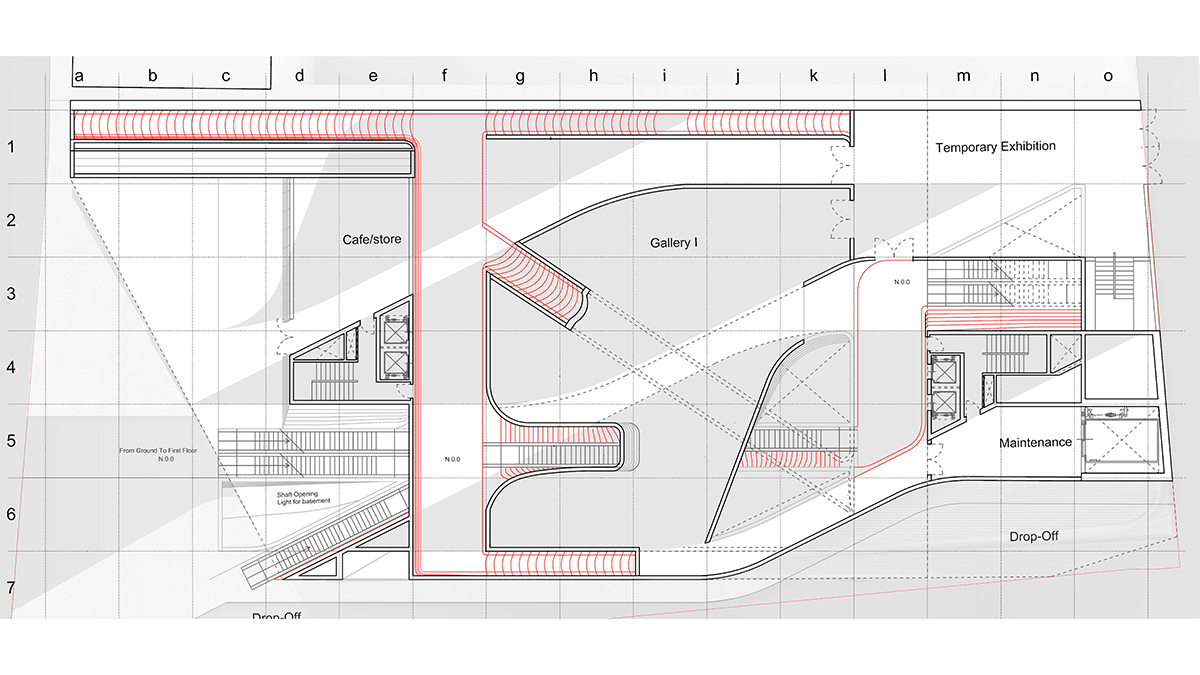 a b c d e f g h i j k l m n o
1
Temporary Exhibition
2
Cafe/store
Gallery I
3
N.0.0
4
5
Maintenance
From Ground To First Floor
N.0.0
N.0.0
Shaft Opening
Light for basement
6
Drop-Off
7
Drop-Off